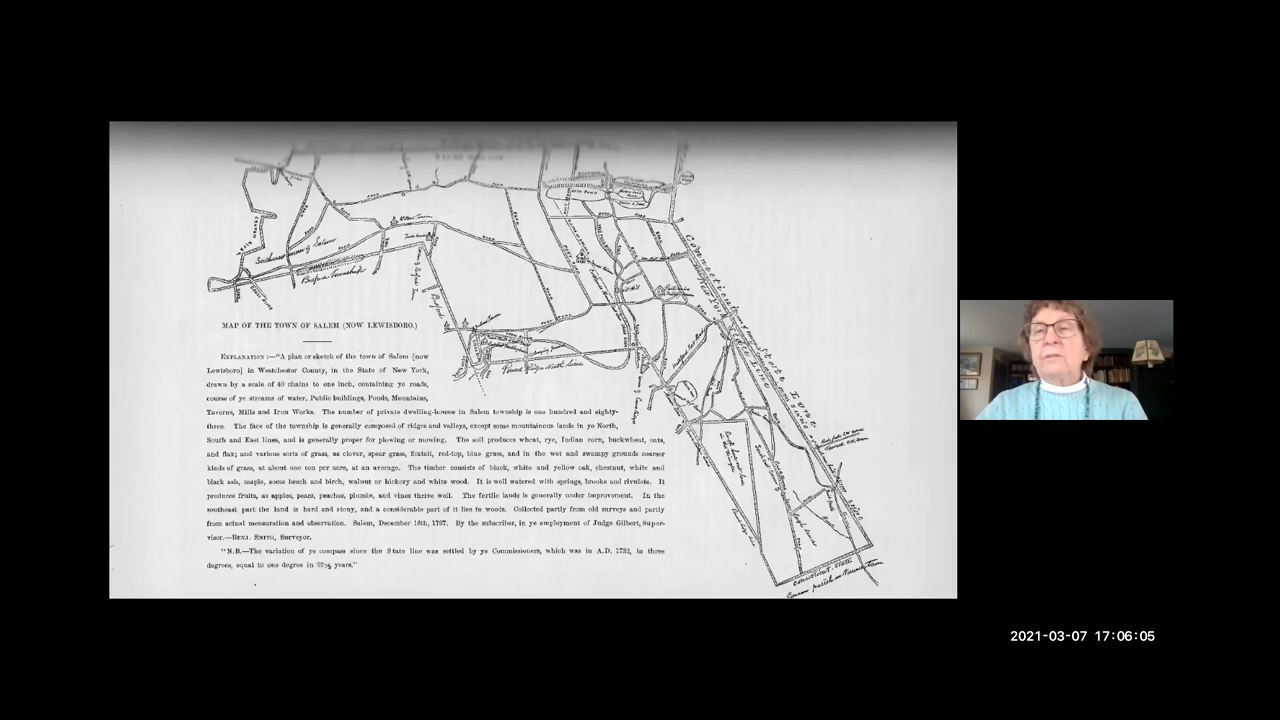 MAP OF THE TOWN OF SALEM (NOW LEWISBORO.)
EXPLANATION :—"A plan or sketch of the town of Salem [now
Lewisboro] in Westchester County, in the State of New York,
drawn by a scale of 40 chains to one inch, containing ye roads,
course of ye streams of water, Public buildings, Ponds, Mountains,
Taverns, Mills and Iron Works. The number of private dwelling-houses in Salem township is one hundred and eighty-
three. The face of the township is generally composed of ridges and valleys, except some mountainous lands in ye North,
South and East lines, and is generally proper for plowing or mowing. The soil produces wheat, rye, Indian corn, buckwheat, oats,
and flax; and various sorts of grass, as clover, spear grass, foxtail, red-top, blue grass, and in the wet and swampy grounds coarser
kinds of grass, at about one ton per acre, at an average. The timber consists of black, white and yellow oak, chestnut, white and
black ash, maple, some beech and birch, walnut or hickory and white wood. It is well watered with springs, brooks and rivulets. It
produces fruits, as apples, pears, peaches, plumbs, and vines thrive well. The fertile lands is generally under improvement. In the
southeast part the land is hard and stony, and a considerable part of it lies to woods. Collected partly from old surveys and partly
from actual mensuration and observation. Salem, December 16th, 1797. By the subscriber, in ye employment of Judge Gilbert, Super-
visor.—BENJ. SMITH, Surveyor.
"N.B.—The variation of ye compass since the State line was settled by ye Commissioners, which was in A.D. 1732, in three
degrees, equal to one degree in 22⅔ years."
Bedford Township
Pound Ridge North line
Connecticut State
2021-03-07 17:06:05